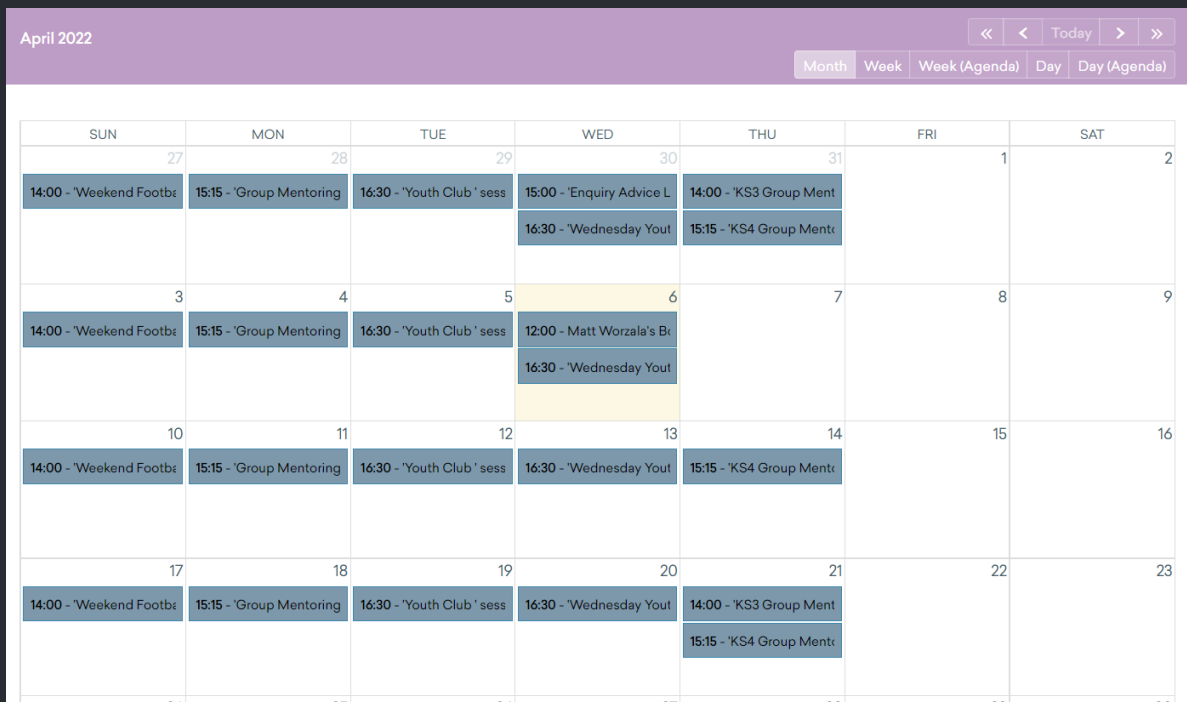 April 2022
« < Today > »
Month Week Week (Agenda) Day Day (Agenda)
SUN MON TUE WED THU FRI SAT
27 28 29 30 31 1 2
14:00 - 'Weekend Footba 15:15 - 'Group Mentoring 16:30 - 'Youth Club ' sess 15:00 - 'Enquiry Advice L 14:00 - 'KS3 Group Ment
16:30 - 'Wednesday Yout 15:15 - 'KS4 Group Mento
3 4 5 6 7 8 9
14:00 - 'Weekend Footba 15:15 - 'Group Mentoring 16:30 - 'Youth Club ' sess 12:00 - Matt Worzala's Bo
16:30 - 'Wednesday Yout
10 11 12 13 14 15 16
14:00 - 'Weekend Footba 15:15 - 'Group Mentoring 16:30 - 'Youth Club ' sess 16:30 - 'Wednesday Yout 15:15 - 'KS4 Group Mento
17 18 19 20 21 22 23
14:00 - 'Weekend Footba 15:15 - 'Group Mentoring 16:30 - 'Youth Club ' sess 16:30 - 'Wednesday Yout 14:00 - 'KS3 Group Ment
15:15 - 'KS4 Group Mento